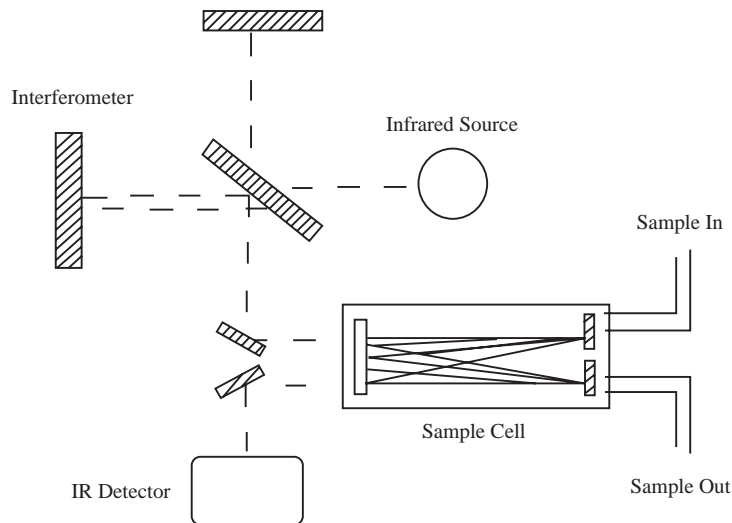 Interferometer
Infrared Source
Sample In
Sample Cell
IR Detector
Sample Out